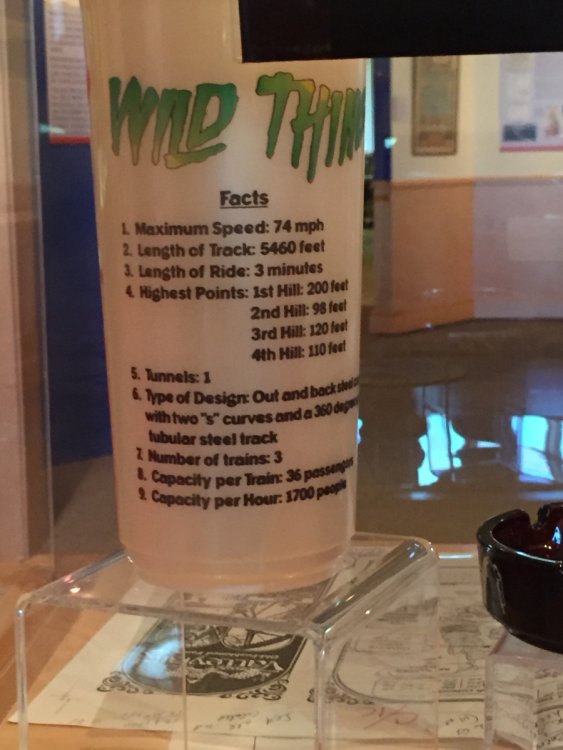 WILD THIN
Facts
1. Maximum Speed: 74 mph
2. Length of Track: 5460 feet
3. Length of Ride: 3 minutes
4. Highest Points: 1st Hill: 200 feet
2nd Hill: 98 feet
3rd Hill: 120 feet
4th Hill: 110 feet
5. Tunnels: 1
6. Type of Design: Out and back steel
with two "s" curves and a 360 degree
tubular steel track
7. Number of trains: 3
8. Capacity per Train: 36 passengers
9. Capacity per Hour: 1700 people